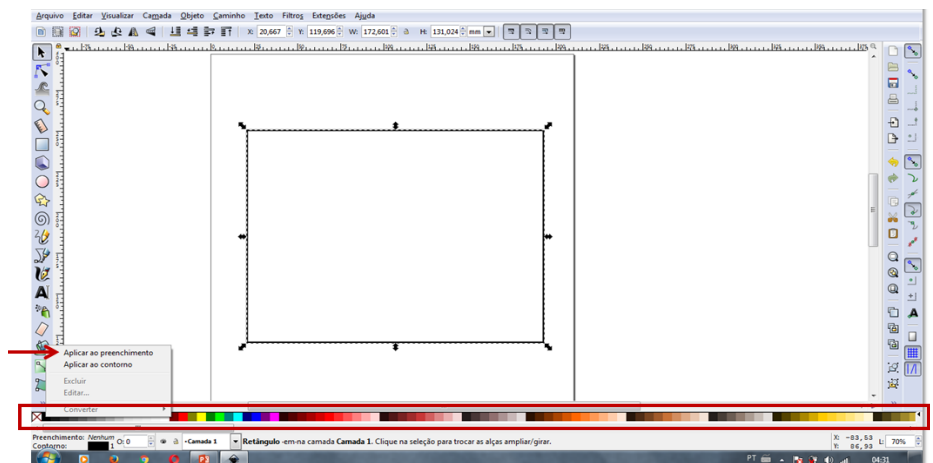 Arquivo Editar Visualizar Camada Objeto Caminho Texto Filtros Extensões Ajuda
X: 20,667 Y: 119,696 W: 172,601 H: 131,024 mm
A
Aplicar ao preenchimento
Aplicar ao contorno
Excluir
Editar...
Converter
Preenchimento: Nenhum O: 0 •Camada 1 Retângulo -em-na camada Camada 1. Clique na seleção para trocar as alças ampliar/girar. X: -83,53 L: 70%
Contorno: 1 Y: 86,93
PT 04:31